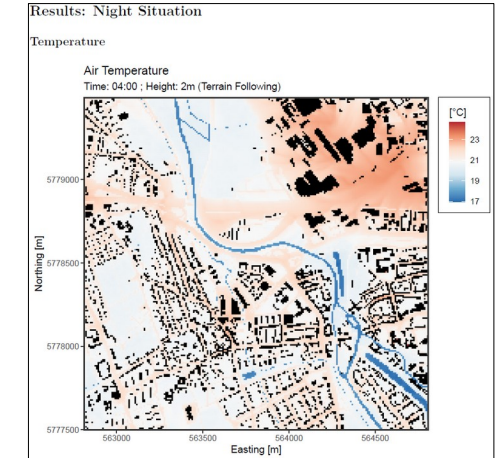 Results: Night Situation
Temperature
Air Temperature
Time: 04:00 ; Height: 2m (Terrain Following)
[°C]
23
21
19
17
Northing [m]
5779000
5778500
5778000
5777500
563000
563500
564000
564500
Easting [m]